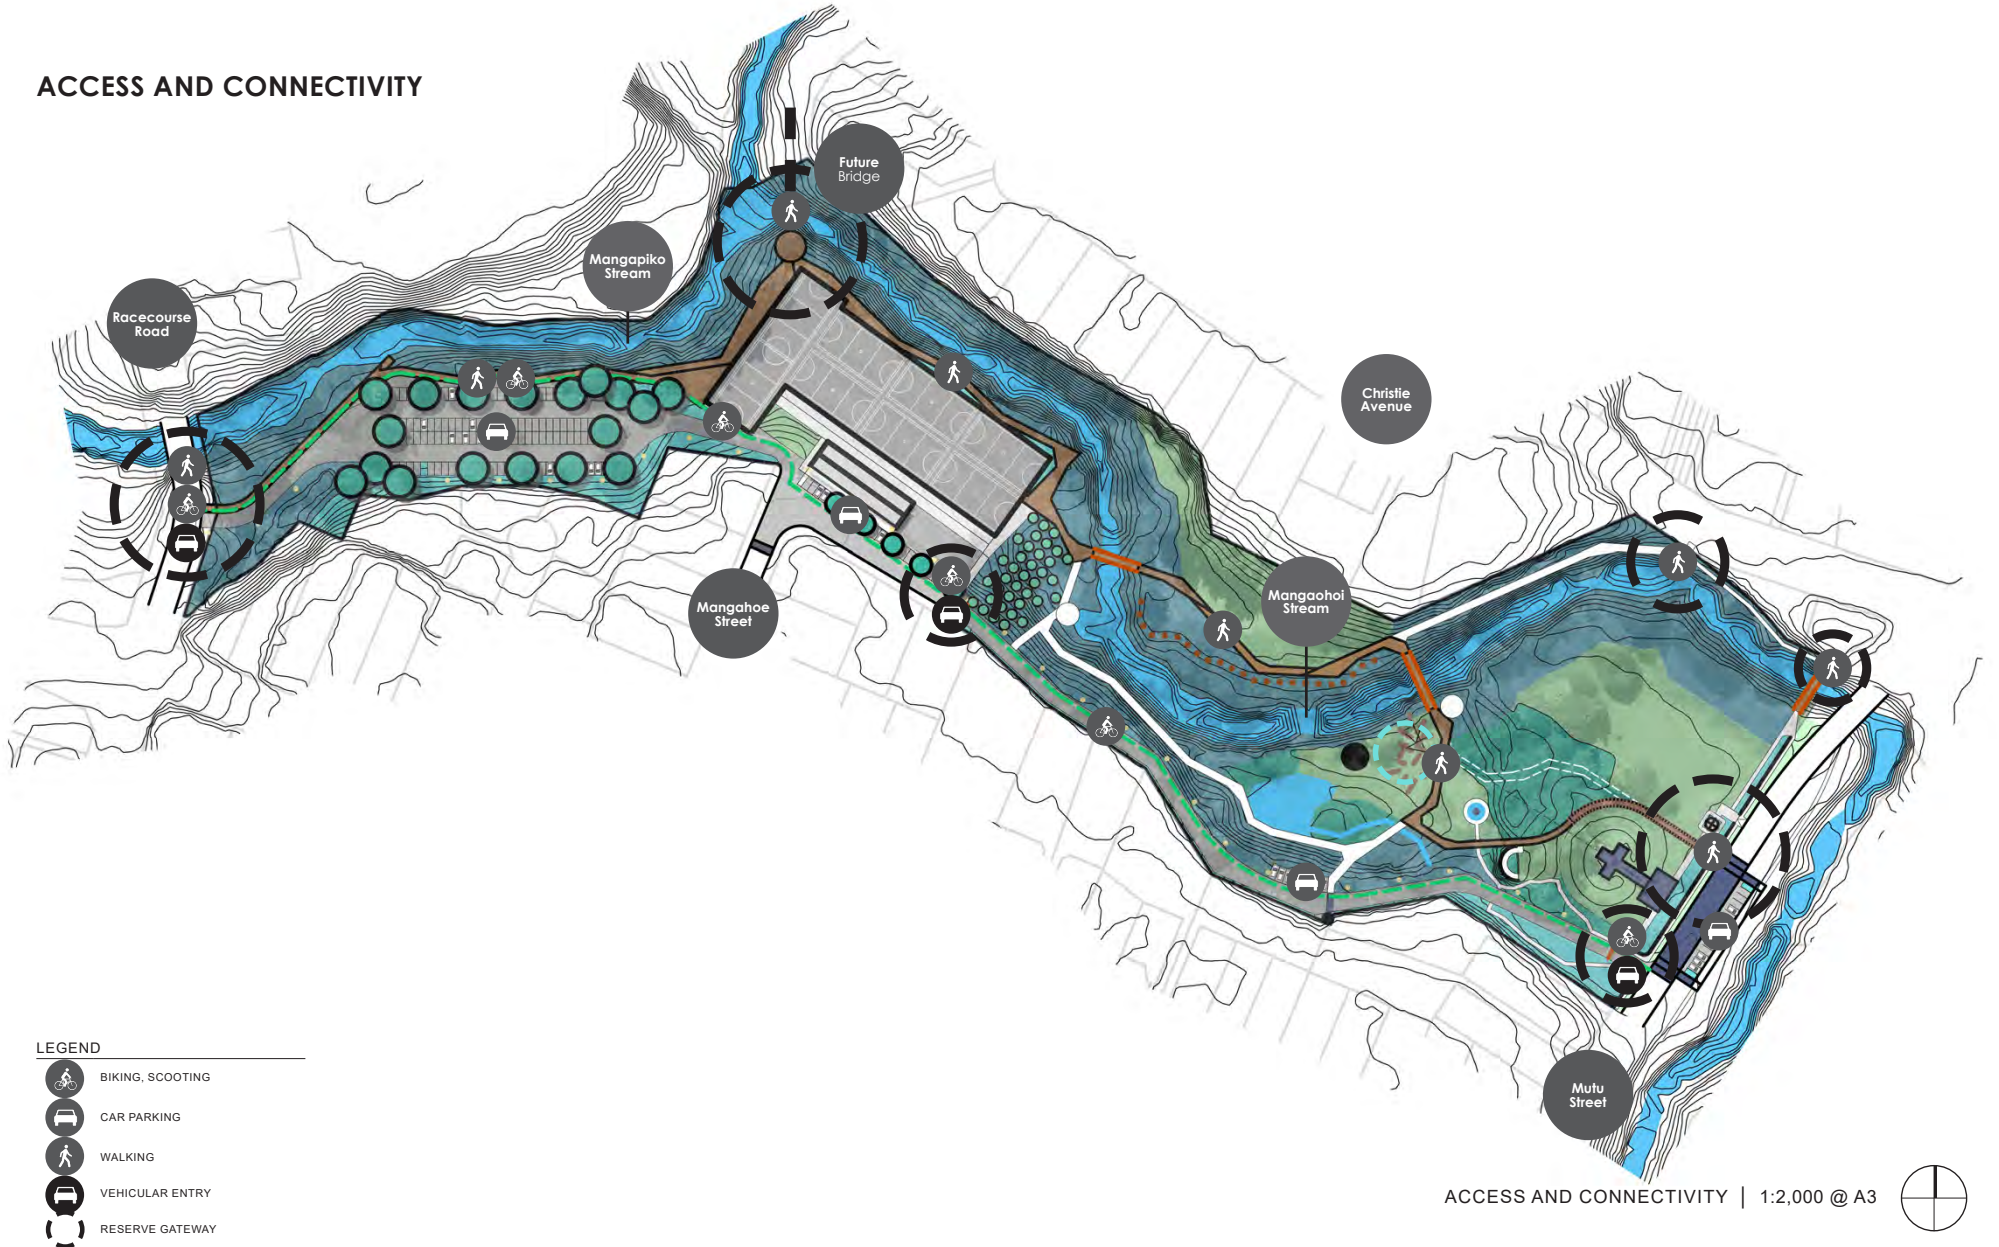 ACCESS AND CONNECTIVITY
Future
Bridge
Mangapiko
Stream
Racecourse
Road
Christie
Avenue
Mangahoe
Street
Mangaohoi
Stream
Mutu
Street
LEGEND
BIKING, SCOOTING
CAR PARKING
WALKING
VEHICULAR ENTRY
RESERVE GATEWAY
ACCESS AND CONNECTIVITY | 1:2,000 @ A3